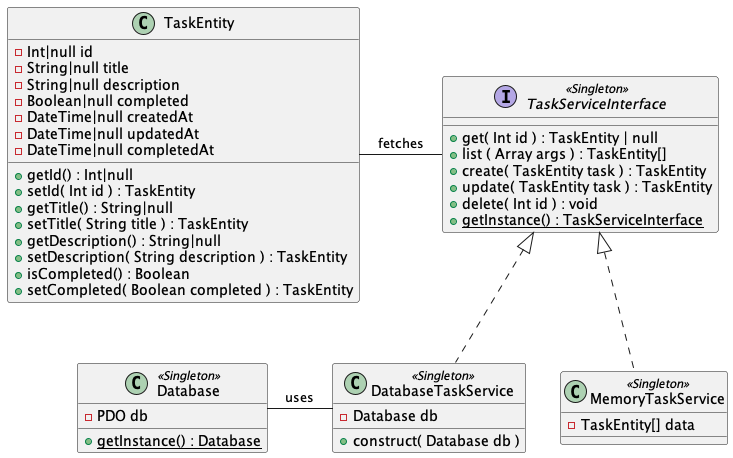 C TaskEntity
Int|null id
String|null title
String|null description
Boolean|null completed
DateTime|null createdAt
DateTime|null updatedAt
DateTime|null completedAt
getId() : Int|null
setId( Int id ) : TaskEntity
getTitle() : String|null
setTitle( String title ) : TaskEntity
getDescription() : String|null
setDescription( String description ) : TaskEntity
isCompleted() : Boolean
setCompleted( Boolean completed ) : TaskEntity
fetches
«Singleton»
I TaskServiceInterface
get( Int id ) : TaskEntity | null
list ( Array args ) : TaskEntity[]
create( TaskEntity task ) : TaskEntity
update( TaskEntity task ) : TaskEntity
delete( Int id ) : void
getInstance() : TaskServiceInterface
«Singleton»
C Database
PDO db
getInstance() : Database
uses
«Singleton»
C DatabaseTaskService
Database db
construct( Database db )
«Singleton»
C MemoryTaskService
TaskEntity[] data